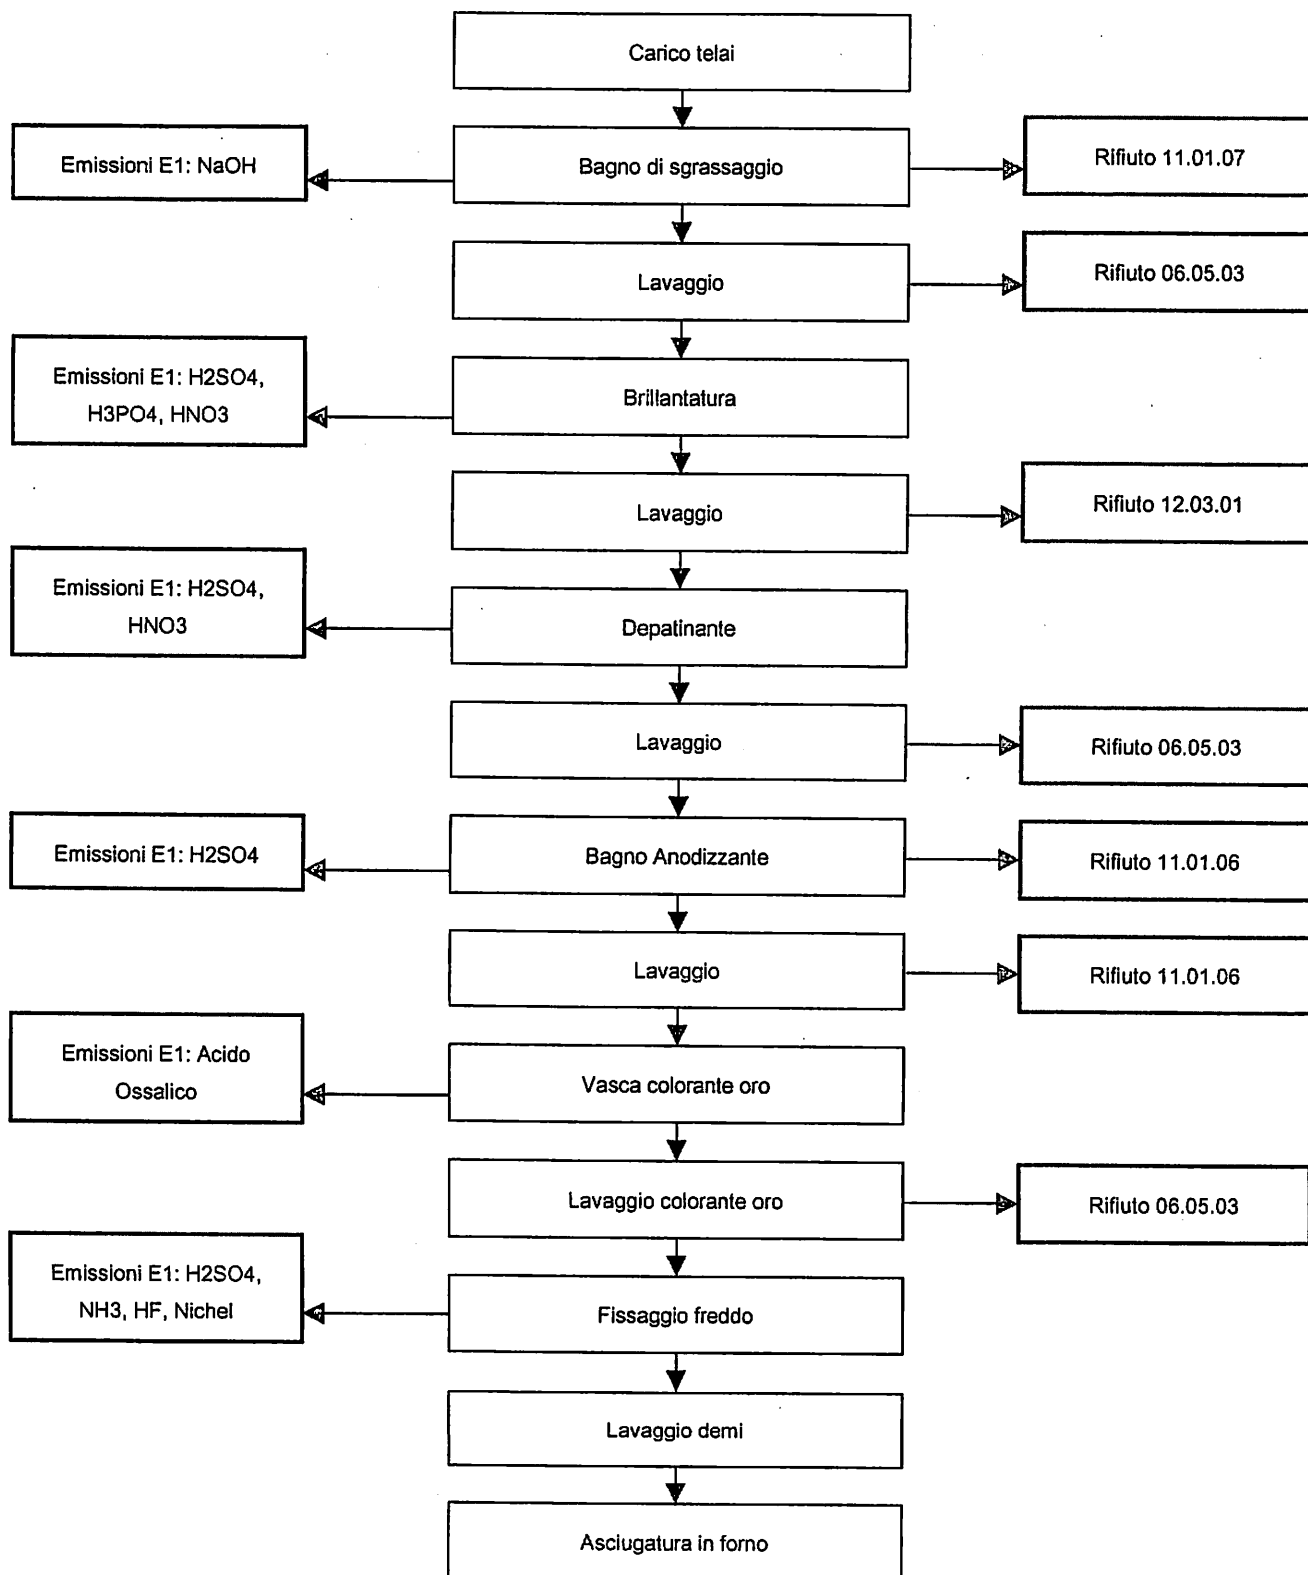 Carico telai
Emissioni E1: NaOH
Bagno di sgrassaggio
Rifiuto 11.01.07
Lavaggio
Rifiuto 06.05.03
Emissioni E1: H2SO4,
H3PO4, HNO3
Brillantatura
Lavaggio
Rifiuto 12.03.01
Emissioni E1: H2SO4,
HNO3
Depatinante
Lavaggio
Rifiuto 06.05.03
Emissioni E1: H2SO4
Bagno Anodizzante
Rifiuto 11.01.06
Lavaggio
Rifiuto 11.01.06
Emissioni E1: Acido
Ossalico
Vasca colorante oro
Lavaggio colorante oro
Rifiuto 06.05.03
Emissioni E1: H2SO4,
NH3, HF, Nichel
Fissaggio freddo
Lavaggio demi
Asciugatura in forno